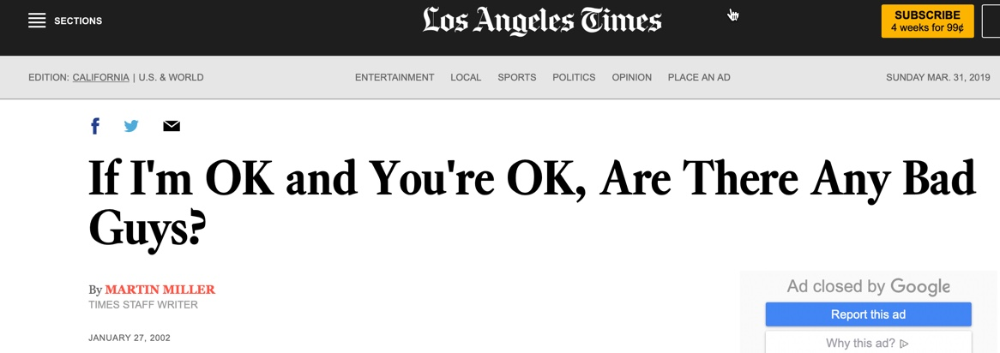 SECTIONS
Los Angeles Times
SUBSCRIBE
4 weeks for 99¢
EDITION: CALIFORNIA | U.S. & WORLD
ENTERTAINMENT LOCAL SPORTS POLITICS OPINION PLACE AN AD
SUNDAY MAR. 31, 2019
If I'm OK and You're OK, Are There Any Bad
Guys?
By MARTIN MILLER
TIMES STAFF WRITER
JANUARY 27, 2002
Ad closed by Google
Report this ad
Why this ad?